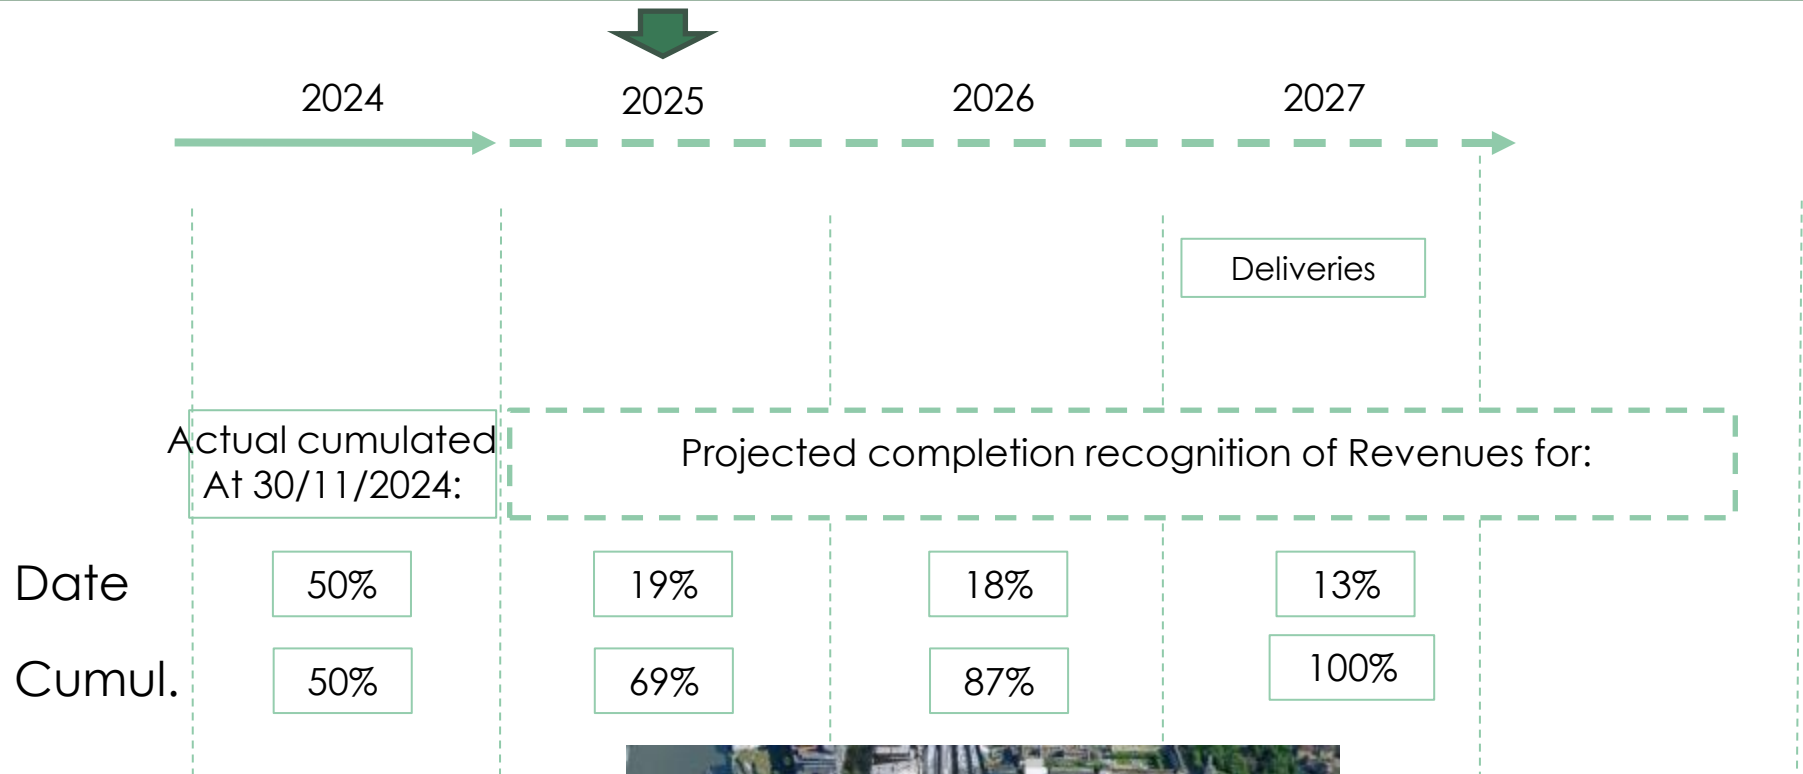 2024 2025 2026 2027
Deliveries
Actual cumulated
At 30/11/2024:
Projected completion recognition of Revenues for:
Date 50% 19% 18% 13%
Cumul. 50% 69% 87% 100%